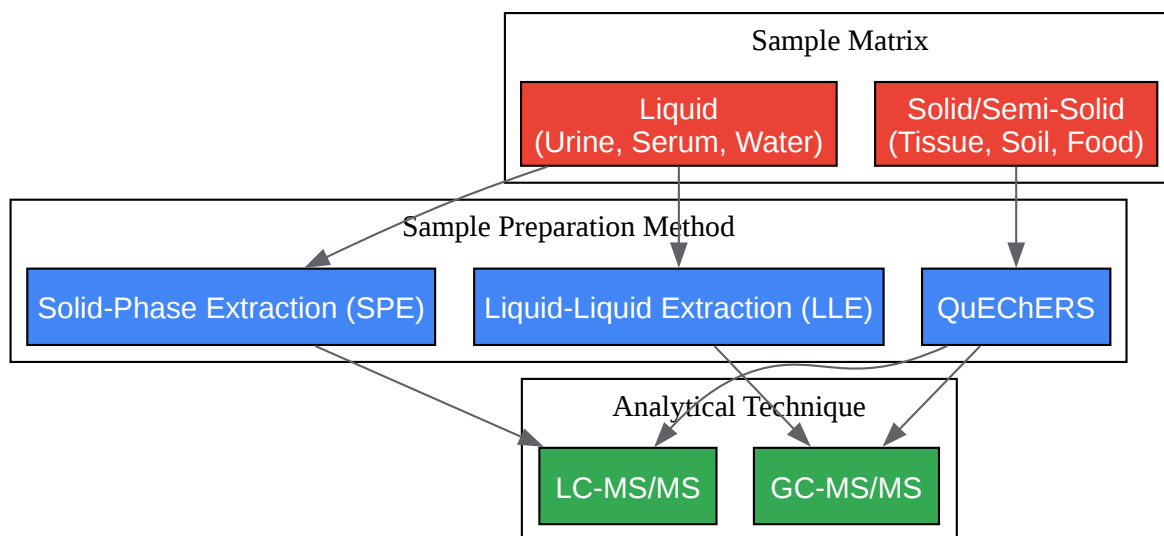 Sample Matrix
Liquid
(Urine, Serum, Water)
Solid/Semi-Solid
(Tissue, Soil, Food)
Sample Preparation Method
Solid-Phase Extraction (SPE)
Liquid-Liquid Extraction (LLE)
QuEChERS
Analytical Technique
LC-MS/MS
GC-MS/MS